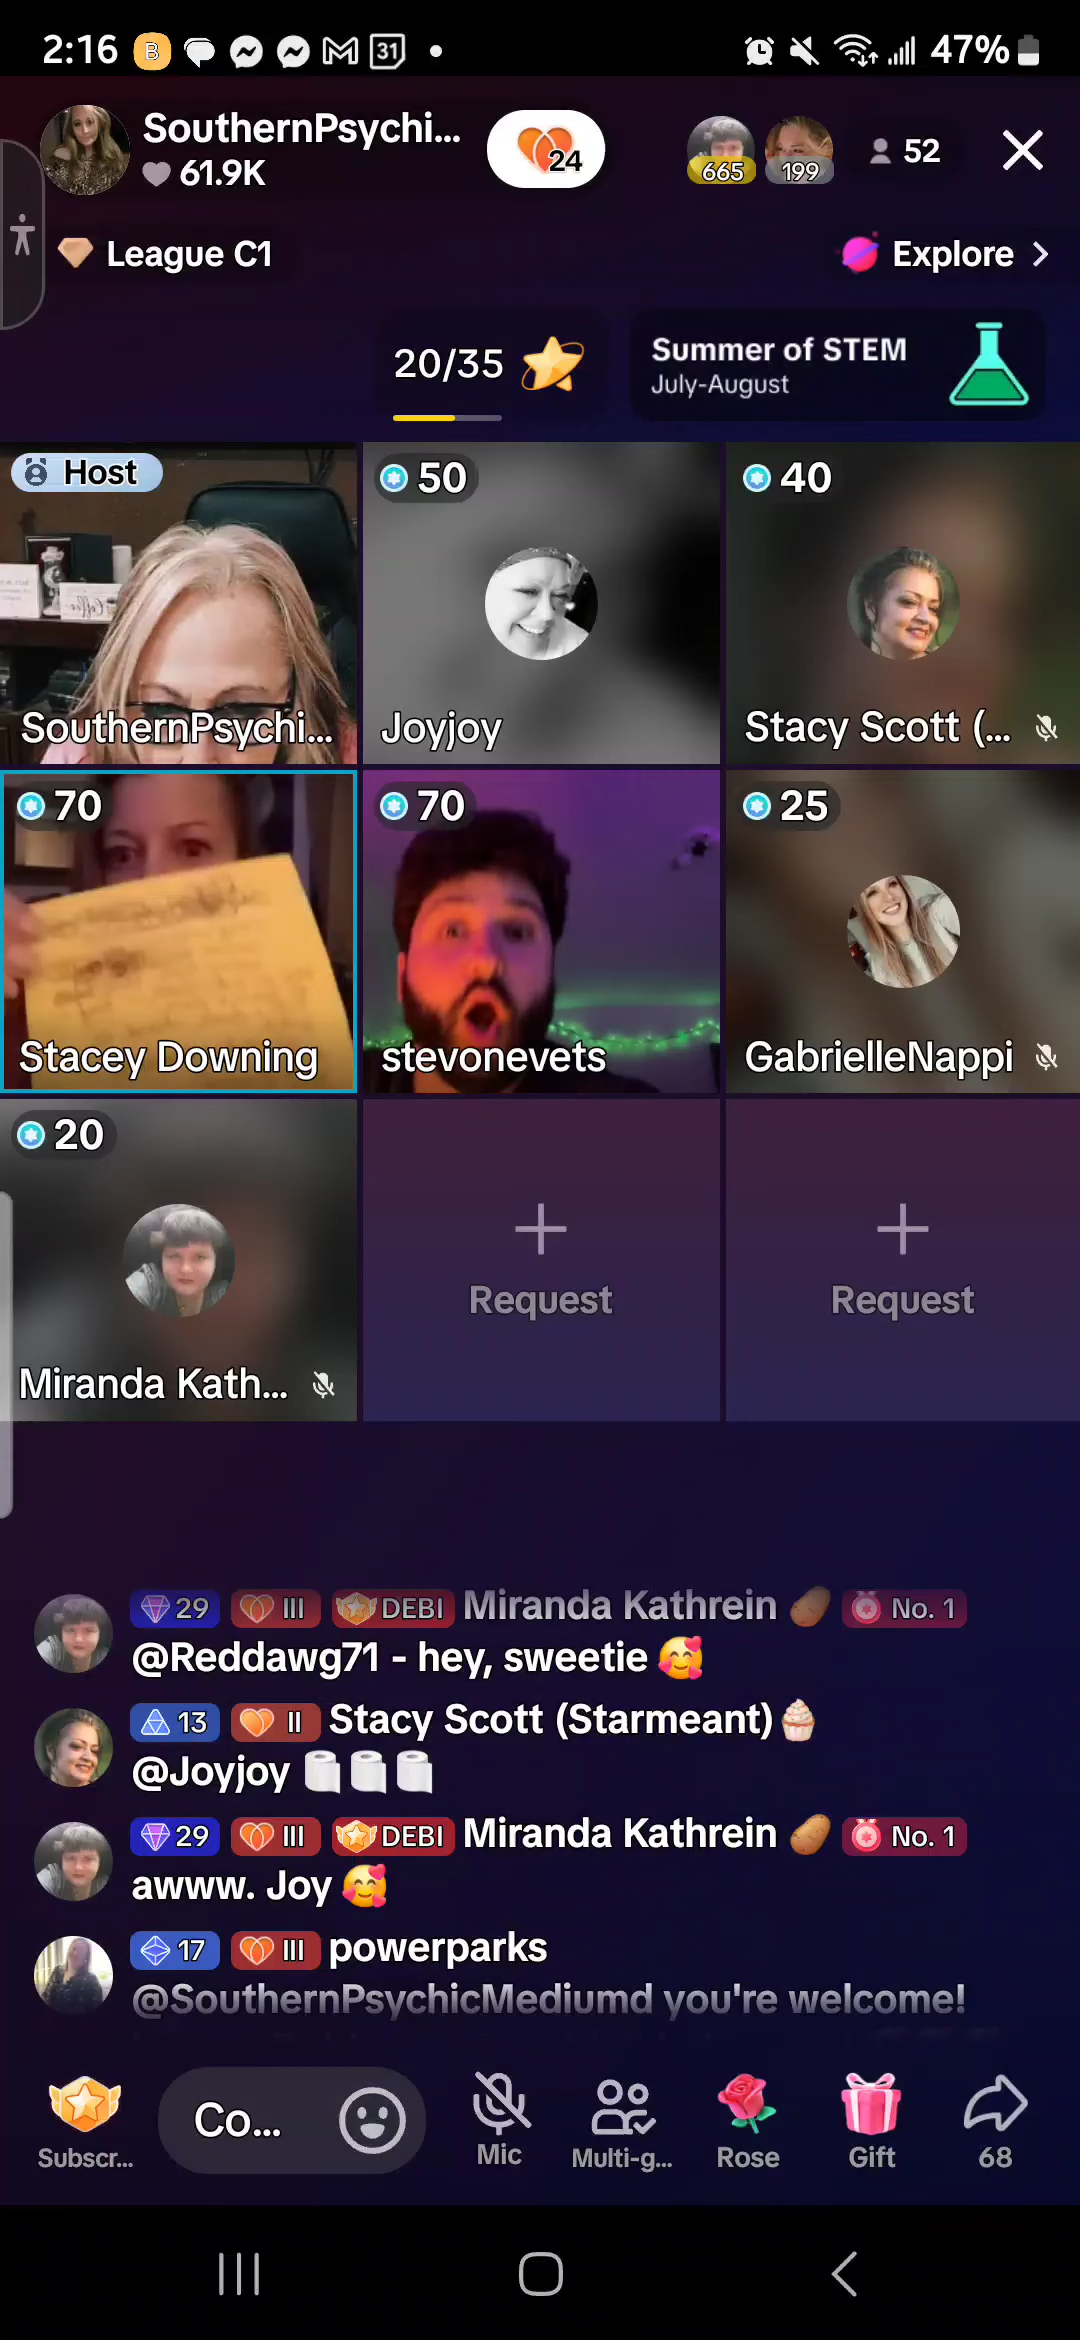 2:16 B 31 47%
SouthernPsychi...
61.9K
24
665
199
52
League C1
Explore
20/35
Summer of STEM
July-August
Host
50
40
SouthernPsychi...
Joyjoy
Stacy Scott (...
70
70
25
Stacey Downing
stevonevets
GabrielleNappi
20
Request
Request
Miranda Kath...
29 III DEBI Miranda Kathrein 🥔 No. 1
@Reddawg71 - hey, sweetie 🥰
13 II Stacy Scott (Starmeant)🧁
@Joyjoy 🧻🧻🧻
29 III DEBI Miranda Kathrein 🥔 No. 1
awww. Joy 🥰
17 III powerparks
@SouthernPsychicMediumd you're welcome!
Co...
Subscr...
Mic
Multi-g...
Rose
Gift
68